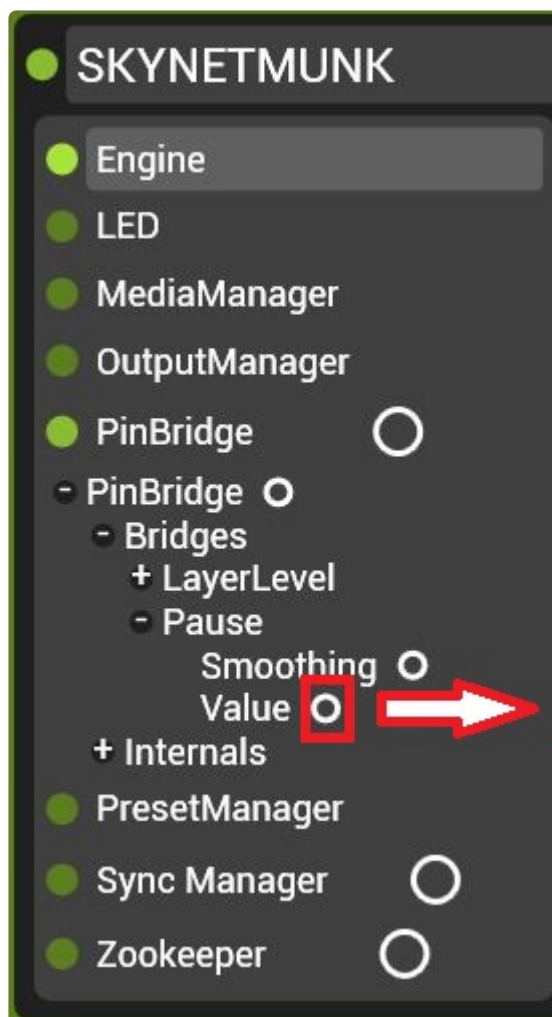 SKYNETMUNK
Engine
LED
MediaManager
OutputManager
PinBridge
- PinBridge
- Bridges
+ LayerLevel
- Pause
Smoothing
Value
+ Internals
PresetManager
Sync Manager
Zookeeper